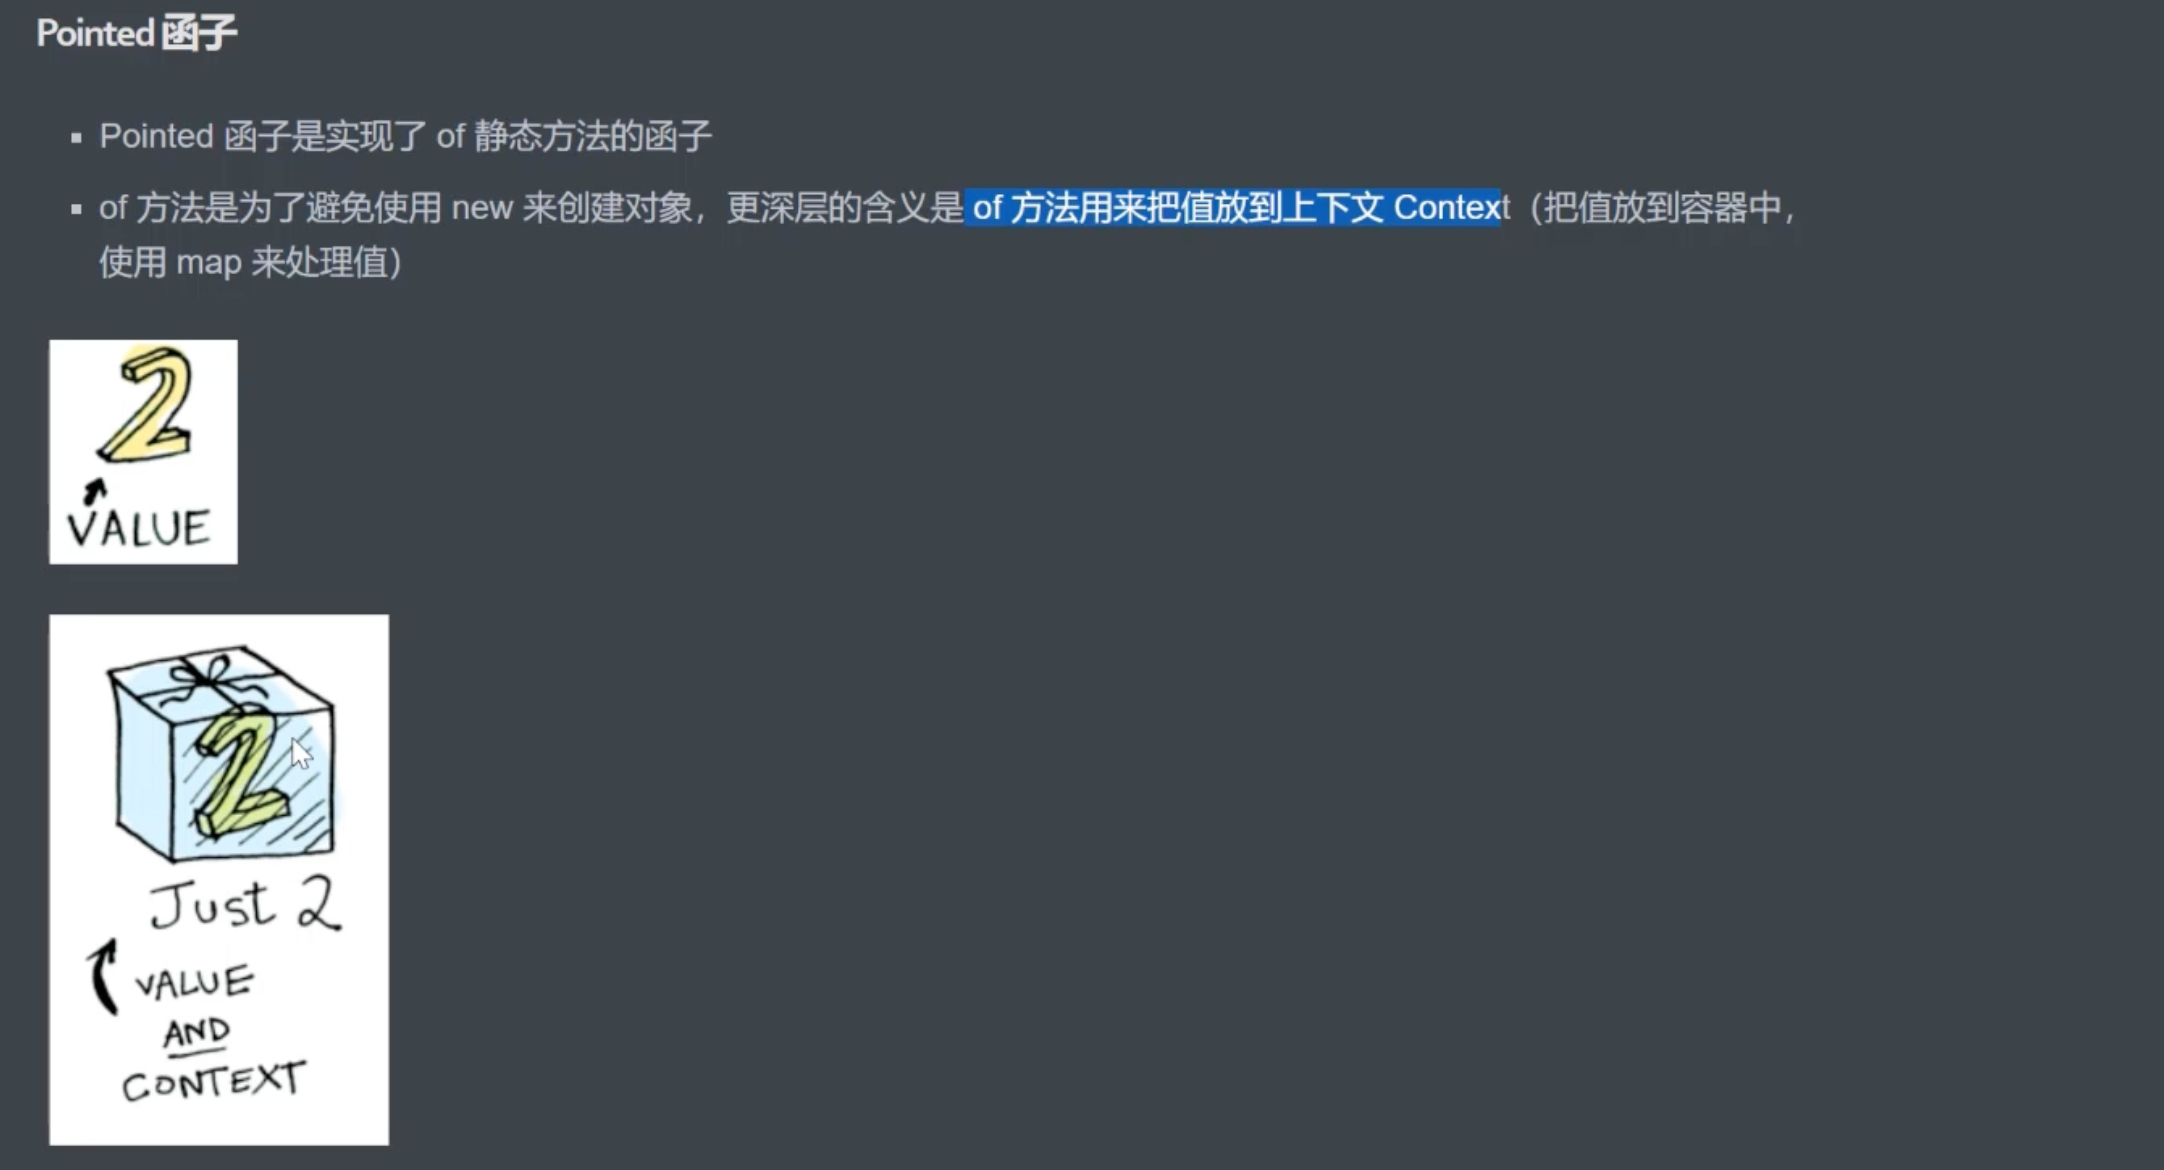 Pointed 函子
Pointed 函子是实现了 of 静态方法的函子
of 方法是为了避免使用 new 来创建对象，更深层的含义是 of 方法用来把值放到上下文 Context（把值放到容器中，
使用 map 来处理值）
2
VALUE
2
Just 2
VALUE
AND
CONTEXT